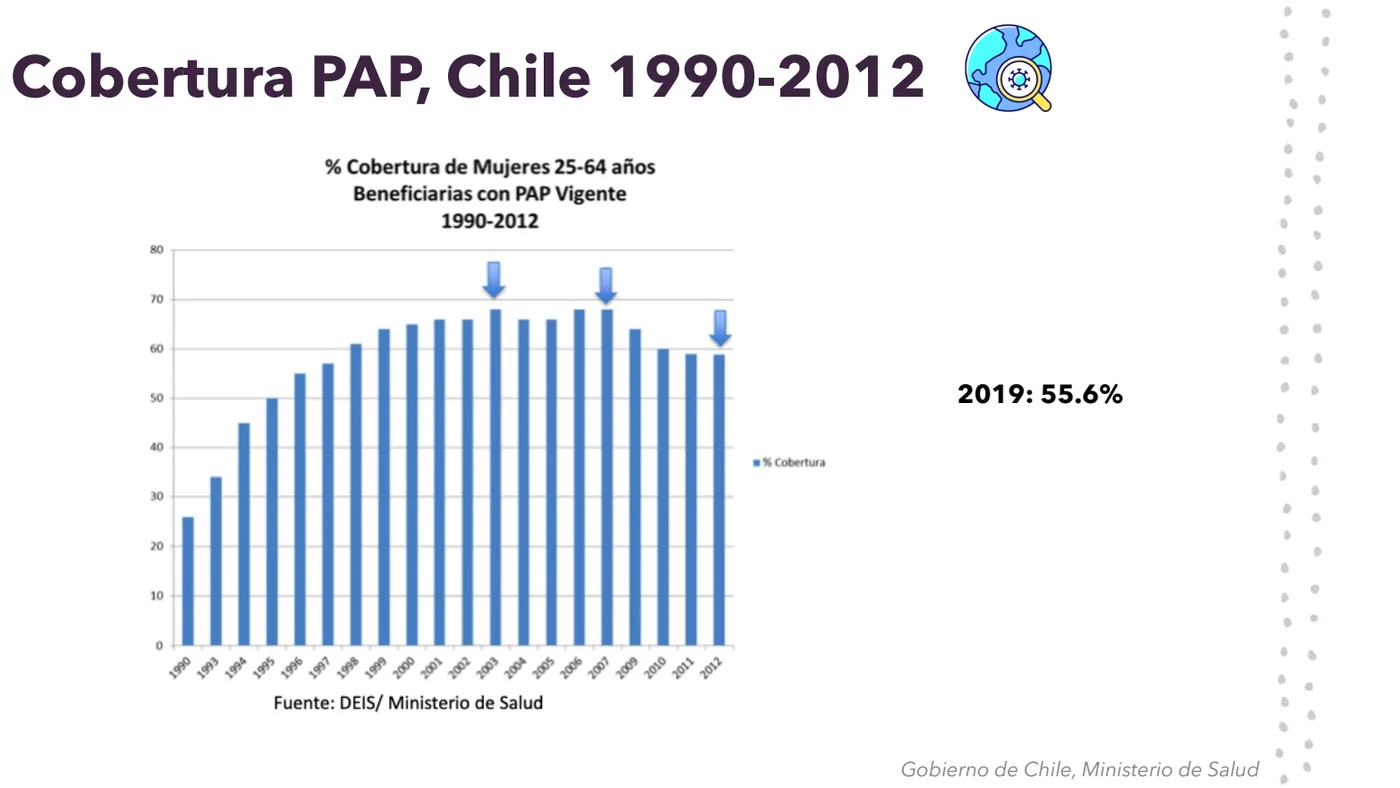 Cobertura PAP, Chile 1990-2012
% Cobertura de Mujeres 25-64 años
Beneficiarias con PAP Vigente
1990-2012
80
70
60
50
40
30
20
10
0
1990 1993 1994 1995 1996 1997 1998 1999 2000 2001 2002 2003 2004 2005 2006 2007 2009 2010 2011 2012
% Cobertura
Fuente: DEIS/ Ministerio de Salud
2019: 55.6%
Gobierno de Chile, Ministerio de Salud